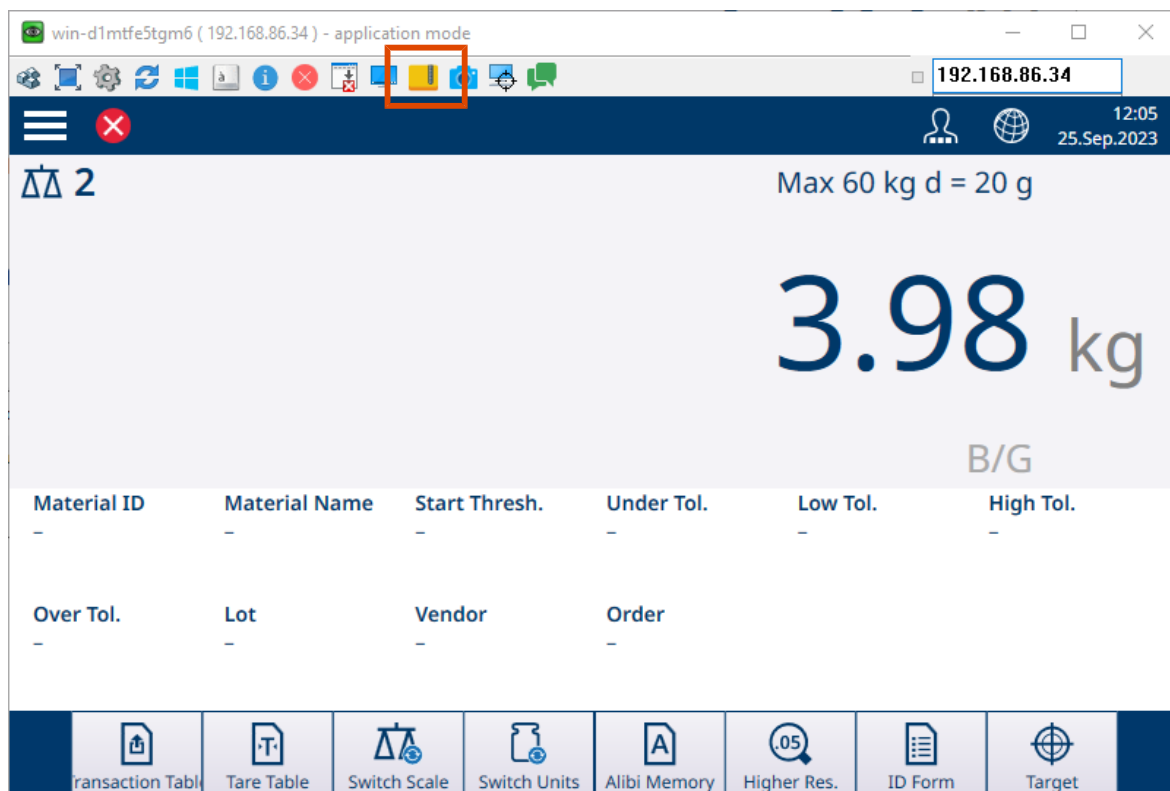 win-d1mtfe5tgm6 ( 192.168.86.34 ) - application mode
192.168.86.34
12:05
25.Sep.2023
2
Max 60 kg d = 20 g
3.98 kg
B/G
Material ID Material Name Start Thresh. Under Tol. Low Tol. High Tol.
– – – – – –
Over Tol. Lot Vendor Order
– – – –
T A .05
ransaction Tabl Tare Table Switch Scale Switch Units Alibi Memory Higher Res. ID Form Target